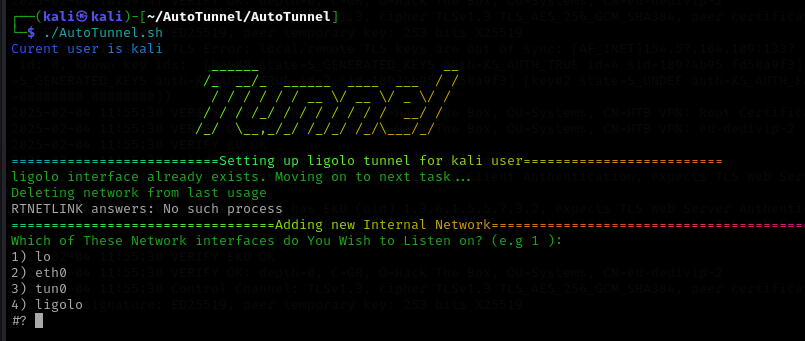 (kali㉿kali)-[~/AutoTunnel/AutoTunnel]
$ ./AutoTunnel.sh
Curent user is kali
Tunnel
==========================Setting up ligolo tunnel for kali user=========================
ligolo interface already exists. Moving on to next task...
Deleting network from last usage
RTNETLINK answers: No such process
=================================Adding new Internal Network========================================
Which of These Network interfaces do You Wish to Listen on? (e.g 1 ):
1) lo
2) eth0
3) tun0
4) ligolo
#?